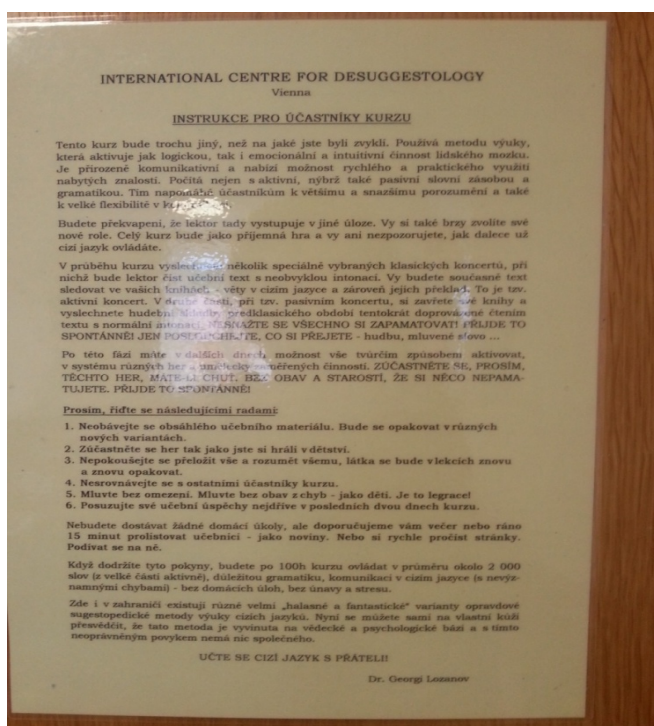 INTERNATIONAL CENTRE FOR DESUGGESTOLOGY
Vienna
INSTRUKCE PRO ÚČASTNÍKY KURZU
Tento kurz bude trochu jiný, než na jaké jste byli zvyklí. Používá metodu výuky,
která aktivuje jak logickou, tak i emocionální a intuitivní činnost lidského mozku.
Je přirozeně komunikativní a nabízí možnost rychlého a praktického využití
nabytých znalostí. Počítá nejen s aktivní, nýbrž také pasivní slovní zásobou a
gramatikou. Tím napomáhá účastníkům k většímu a snazšímu porozumění a také
k velké flexibilitě v
Budete překvapeni, že lektor tady vystupuje v jiné úloze. Vy si také brzy zvolíte své
nové role. Celý kurz bude jako příjemná hra a vy ani nezpozorujete, jak dalece už
cizí jazyk ovládáte.
V průběhu kurzu vyslechnete několik speciálně vybraných klasických koncertů, při
nichž bude lektor číst učební text s neobvyklou intonací. Vy budete současně text
sledovat ve vašich knihách - věty v cizím jazyce a zároveň jejich překlad. To je tzv.
aktivní koncert. V druhé části, při tzv. pasivním koncertu, si zavřete své knihy a
vyslechnete hudební skladby předklasického období tentokrát doprovázené čtením
textu s normální intonací. NESNAŽTE SE VŠECHNO SI ZAPAMATOVAT! PŘIJDE TO
SPONTÁNNĚ! JEN POSLOUCHEJTE, CO SI PŘEJETE - hudbu, mluvené slovo ...
Po této fázi máte v dalších dnech možnost vše tvůrčím způsobem aktivovat,
v systému různých her a prakticky zaměřených činností. ZÚČASTNĚTE SE, PROSÍM,
TĚCHTO HER, MÁTE-LI CHUŤ, BEZ OBAV A STAROSTÍ, ŽE SI NĚCO NEPAMA-
TUJETE. PŘIJDE TO SPONTÁNNĚ!
Prosím, řiďte se následujícími radami:
1. Neobávejte se obsáhlého učebního materiálu. Bude se opakovat v různých
nových variantách.
2. Zúčastněte se her tak jako jste si hráli v dětství.
3. Nepokoušejte se přeložit vše a rozumět všemu, látka se bude v lekcích znovu
a znovu opakovat.
4. Nesrovnávejte se s ostatními účastníky kurzu.
5. Mluvte bez omezení. Mluvte bez obav z chyb - jako děti. Je to legrace!
6. Posuzujte své učební úspěchy nejdříve v posledních dvou dnech kurzu.
Nebudete dostávat žádné domácí úkoly, ale doporučujeme vám večer nebo ráno
15 minut prolistovat učebnici - jako noviny. Nebo si rychle pročíst stránky.
Podívat se na ně.
Když dodržíte tyto pokyny, budete po 100h kurzu ovládat v průměru okolo 2 000
slov (z velké části aktivně), důležitou gramatiku, komunikaci v cizím jazyce (s nevýz-
namnými chybami) - bez domácích úloh, bez únavy a stresu.
Zde i v zahraničí existují různé velmi „halasné a fantastické" varianty opravdové
sugestopedické metody výuky cizích jazyků. Nyní se můžete sami na vlastní kůži
přesvědčit, že tato metoda je vyvinuta na vědecké a psychologické bázi a s tímto
neoprávněným povykem nemá nic společného.
UČTE SE CIZÍ JAZYK S PŘÁTELI!
Dr. Georgi Lozanov